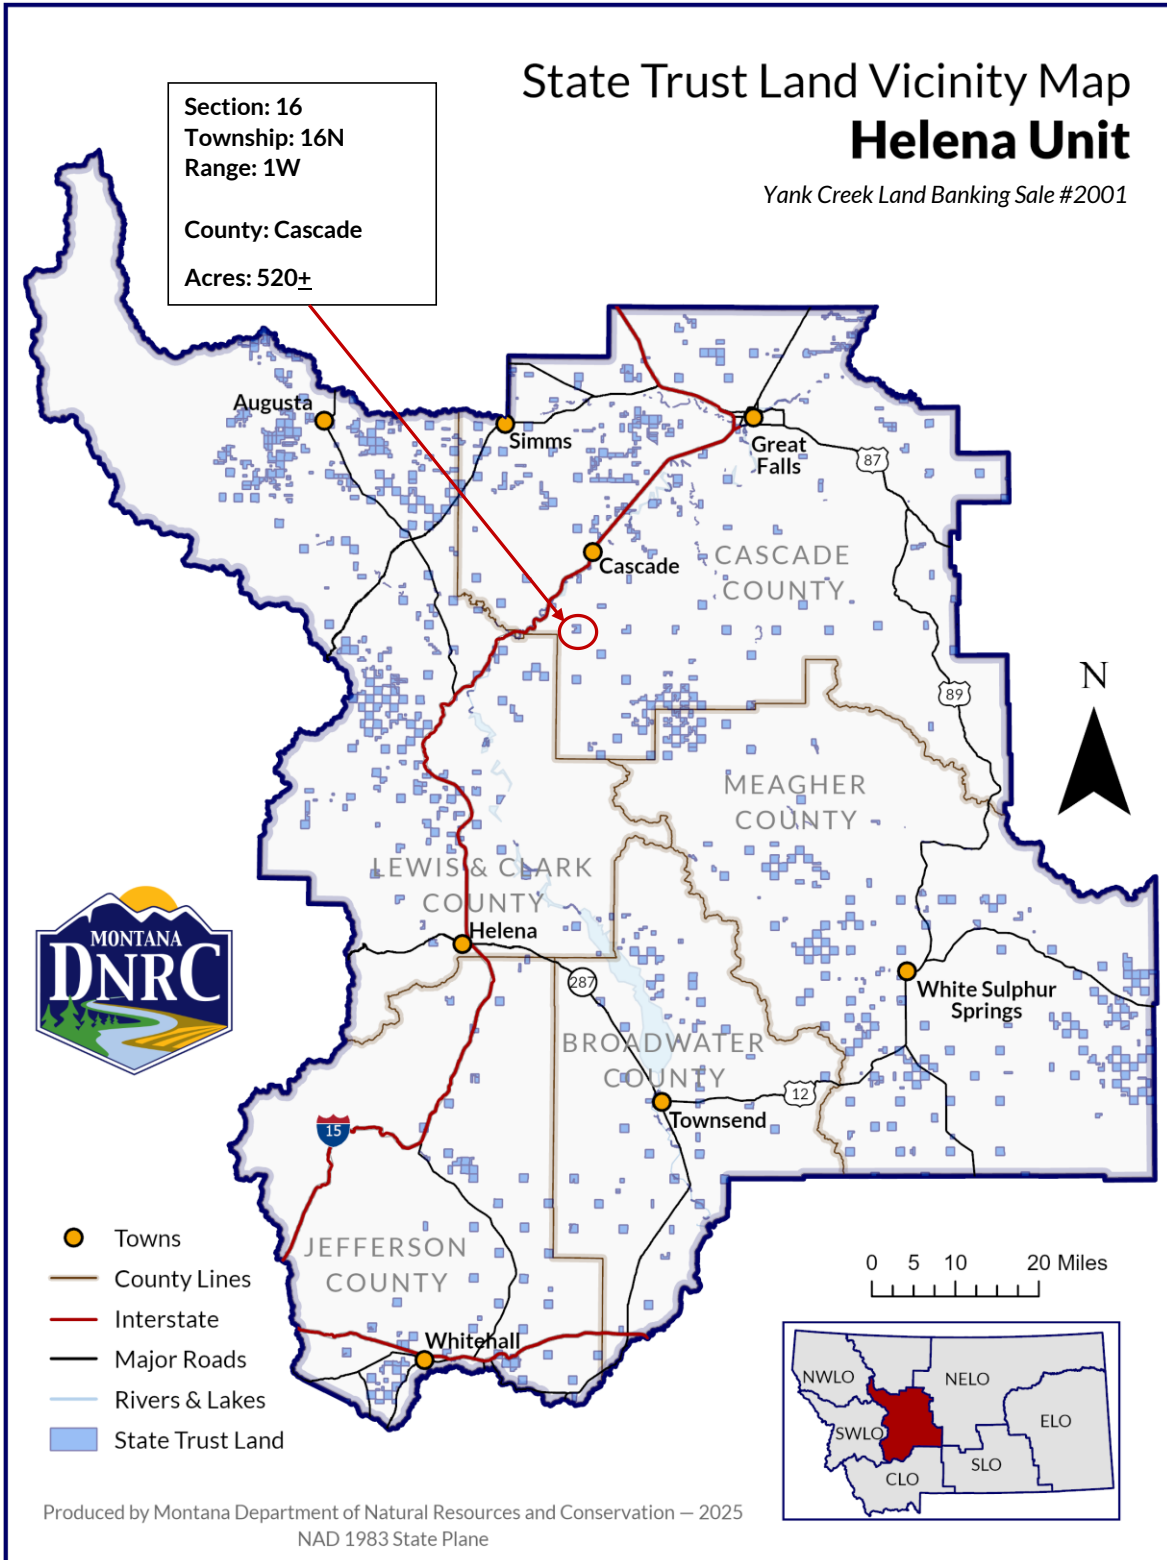 State Trust Land Vicinity Map
Helena Unit
Yank Creek Land Banking Sale #2001
Section: 16
Township: 16N
Range: 1W
County: Cascade
Acres: 520+
Augusta
Simms
Great
Falls
87
Cascade
CASCADE
COUNTY
N
89
MEAGHER
COUNTY
LEWIS & CLARK
COUNTY
Helena
MONTANA
DNRC
287
White Sulphur
Springs
BROADWATER
COUNTY
12
Townsend
15
JEFFERSON
COUNTY
Whitehall
Towns
County Lines
Interstate
Major Roads
Rivers & Lakes
State Trust Land
0 5 10 20 Miles
NWLO
NELO
SWLO
ELO
SLO
CLO
Produced by Montana Department of Natural Resources and Conservation — 2025
NAD 1983 State Plane